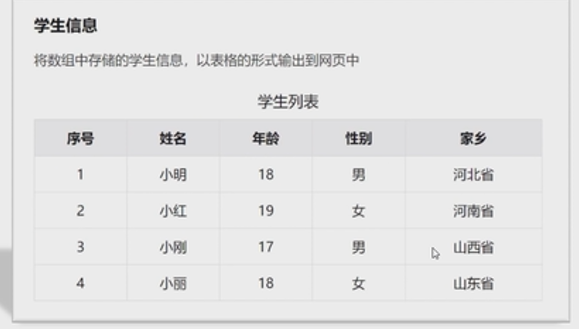 学生信息
将数组中存储的学生信息，以表格的形式输出到网页中
学生列表
序号 姓名 年龄 性别 家乡
1 小明 18 男 河北省
2 小红 19 女 河南省
3 小刚 17 男 山西省
4 小丽 18 女 山东省